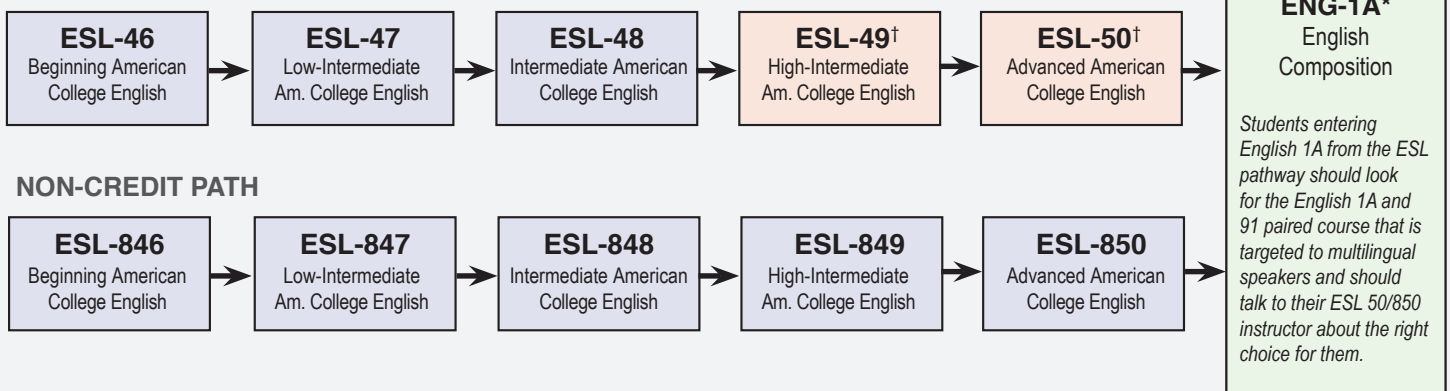 ESL-46
Beginning American
College English
ESL-47
Low-Intermediate
Am. College English
ESL-48
Intermediate American
College English
ESL-49†
High-Intermediate
Am. College English
ESL-50†
Advanced American
College English
ENG-1A*
English
Composition
Students entering
English 1A from the ESL
pathway should look
for the English 1A and
91 paired course that is
targeted to multilingual
speakers and should
talk to their ESL 50/850
instructor about the right
choice for them.
NON-CREDIT PATH
ESL-846
Beginning American
College English
ESL-847
Low-Intermediate
Am. College English
ESL-848
Intermediate American
College English
ESL-849
High-Intermediate
Am. College English
ESL-850
Advanced American
College English